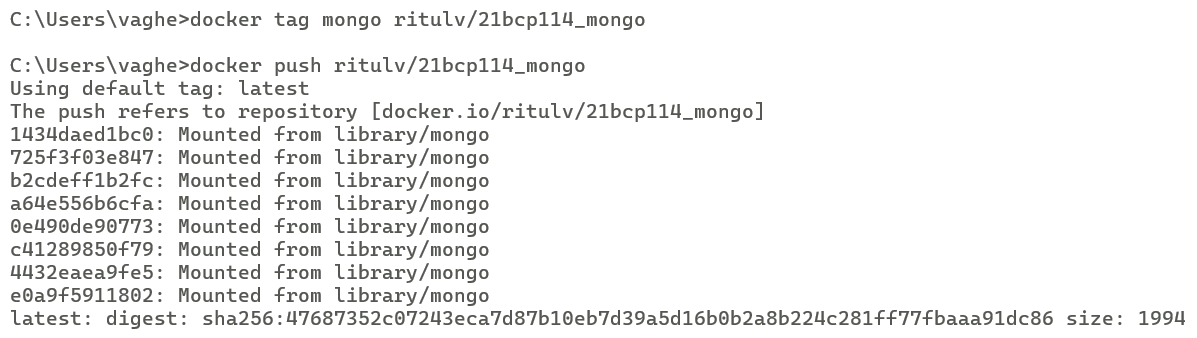 C:\Users\vaghe>docker tag mongo ritulv/21bcp114_mongo
C:\Users\vaghe>docker push ritulv/21bcp114_mongo
Using default tag: latest
The push refers to repository [docker.io/ritulv/21bcp114_mongo]
1434daed1bc0: Mounted from library/mongo
725f3f03e847: Mounted from library/mongo
b2cdeff1b2fc: Mounted from library/mongo
a64e556b6cfa: Mounted from library/mongo
0e490de90773: Mounted from library/mongo
c41289850f79: Mounted from library/mongo
4432eaea9fe5: Mounted from library/mongo
e0a9f5911802: Mounted from library/mongo
latest: digest: sha256:47687352c07243eca7d87b10eb7d39a5d16b0b2a8b224c281ff77fbaaa91dc86 size: 1994